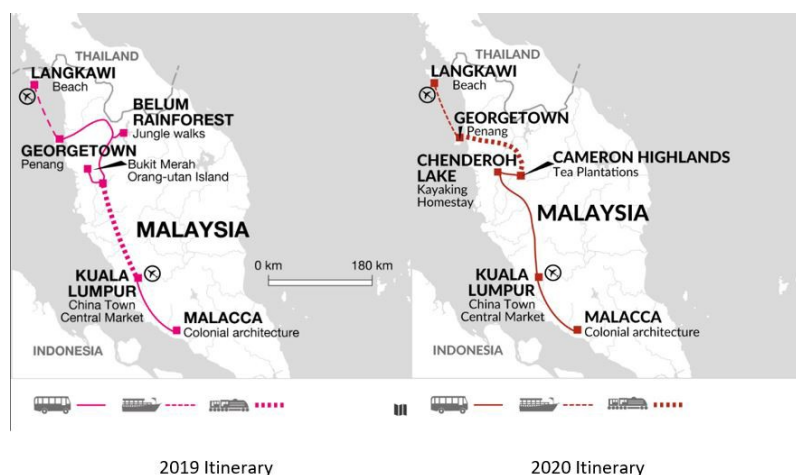 THAILAND
LANGKAWI
Beach
BELUM
RAINFOREST
Jungle walks
GEORGETOWN
Penang
Bukit Merah
Orang-utan Island
MALAYSIA
0 km
180 km
KUALA
LUMPUR
China Town
Central Market
MALACCA
Colonial architecture
INDONESIA
2019 Itinerary
THAILAND
LANGKAWI
Beach
GEORGETOWN
Penang
CHENDEROH
LAKE
Kayaking
Homestay
CAMERON HIGHLANDS
Tea Plantations
MALAYSIA
KUALA
LUMPUR
China Town
Central Market
MALACCA
Colonial architecture
INDONESIA
2020 Itinerary